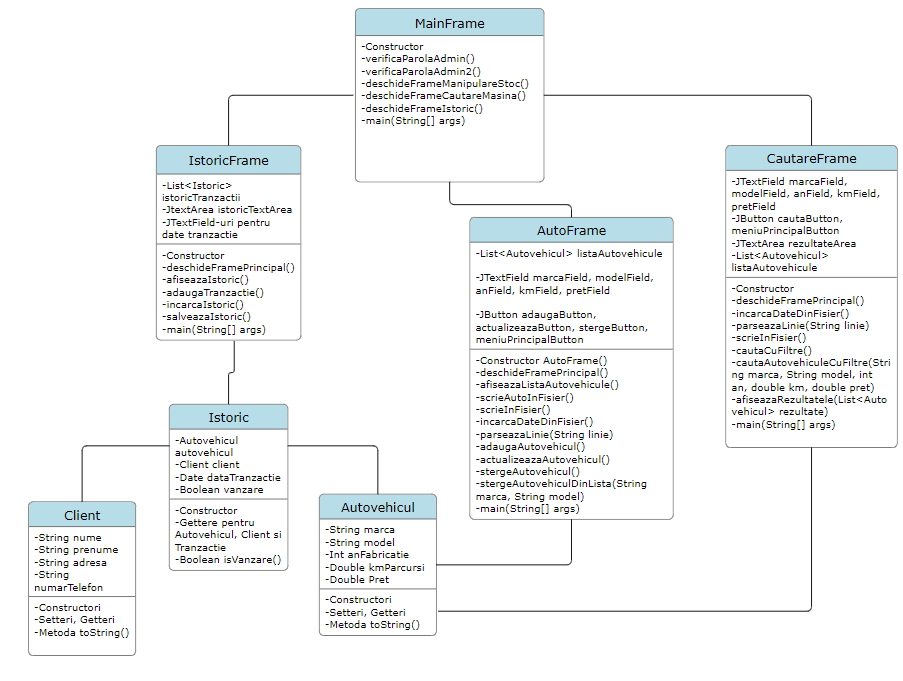 MainFrame
-Constructor
-verificaParolaAdmin()
-verificaParolaAdmin2()
-deschideFrameManipulareStoc()
-deschideFrameCautareMasina()
-deschideFrameIstoric()
-main(String[] args)
IstoricFrame
-List<Istoric>
istoricTranzactii
-JtextArea istoricTextArea
-JTextField-uri pentru
date tranzactie
-Constructor
-deschideFramePrincipal()
-afiseazaIstoric()
-adaugaTranzactie()
-incarcaIstoric()
-salveazaIstoric()
-main(String[] args)
CautareFrame
-JTextField marcaField,
modelField, anField, kmField,
pretField
-JButton cautaButton,
meniuPrincipalButton
-JTextArea rezultateArea
-List<Autovehicul>
listaAutovehicule
-Constructor
-deschideFramePrincipal()
-incarcaDateDinFisier()
-parseazaLinie(String linie)
-scrieInFisier()
-cautaCuFiltre()
-cautaAutovehiculeCuFiltre(Stri
ng marca, String model, int
an, double km, double pret)
-afiseazaRezultatele(List<Auto
vehicul> rezultate)
-main(String[] args)
AutoFrame
-List<Autovehicul> listaAutovehicule
-JTextField marcaField, modelField,
anField, kmField, pretField
-JButton adaugaButton,
actualizeazaButton, stergeButton,
meniuPrincipalButton
-Constructor AutoFrame()
-deschideFramePrincipal()
-afiseazaListaAutovehicule()
-scrieAutoInFisier()
-scrieInFisier()
-incarcaDateDinFisier()
-parseazaLinie(String linie)
-adaugaAutovehicul()
-actualizeazaAutovehicul()
-stergeAutovehicul()
-stergeAutovehiculDinLista(String
marca, String model)
-main(String[] args)
Istoric
-Autovehicul
autovehicul
-Client client
-Date dataTranzactie
-Boolean vanzare
-Constructor
-Gettere pentru
Autovehicul, Client si
Tranzactie
-Boolean isVanzare()
Client
-String nume
-String prenume
-String adresa
-String
numarTelefon
-Constructori
-Setteri, Getteri
-Metoda toString()
Autovehicul
-String marca
-String model
-Int anFabricatie
-Double kmParcursi
-Double Pret
-Constructori
-Setteri, Getteri
-Metoda toString()